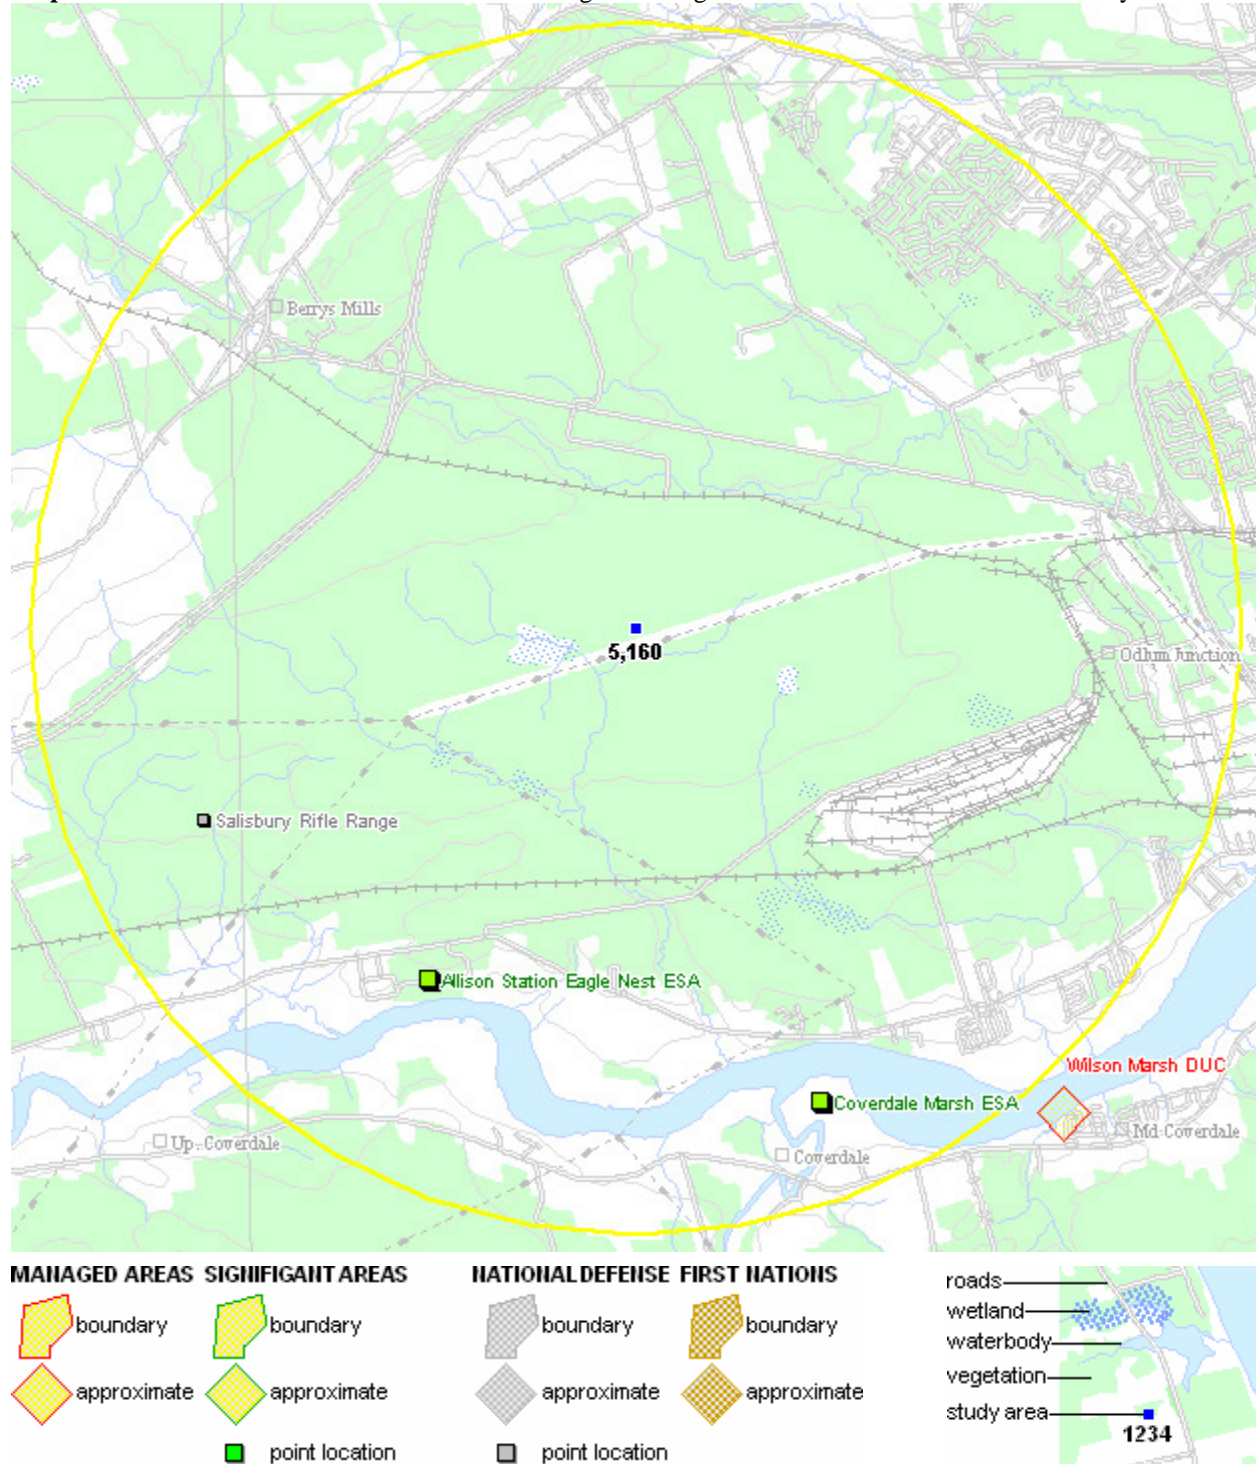 Berrys Mills
5,160
Odlum Junction
Salisbury Rifle Range
Allison Station Eagle Nest ESA
Wilson Marsh DUC
Coverdale Marsh ESA
Md Coverdale
Up. Coverdale
Coverdale
MANAGED AREAS SIGNIFIGANT AREAS NATIONAL DEFENSE FIRST NATIONS
boundary boundary boundary boundary
approximate approximate approximate approximate
point location point location
roads
wetland
waterbody
vegetation
study area
1234